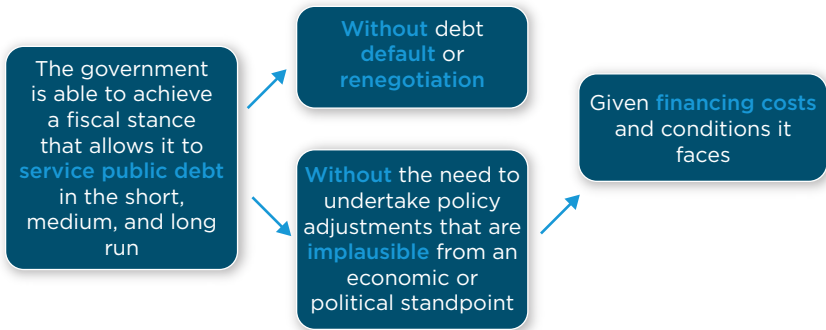 The government
is able to achieve
a fiscal stance
that allows it to
service public debt
in the short,
medium, and long
run
Without debt
default or
renegotiation
Without the need to
undertake policy
adjustments that are
implausible from an
economic or
political standpoint
Given financing costs
and conditions it
faces